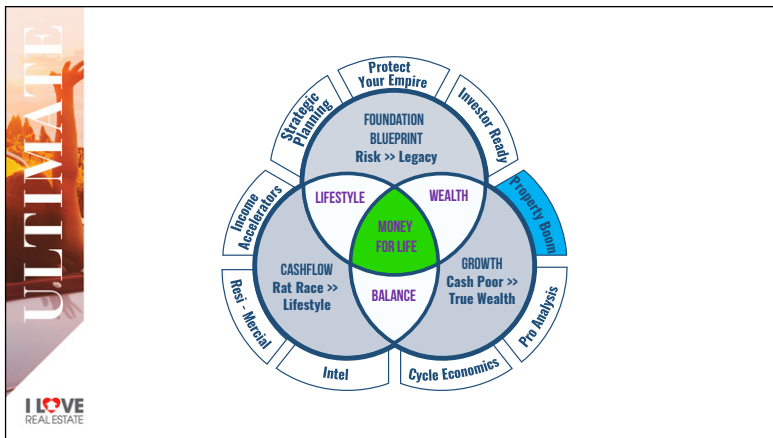 ULTIMATE
I LOVE
REAL ESTATE
Protect
Your Empire
Strategic
Planning
Investor Ready
Income
Accelerators
Property Boom
Resi - Mercial
Pro Analysis
Intel
Cycle Economics
FOUNDATION
BLUEPRINT
Risk >> Legacy
LIFESTYLE
WEALTH
MONEY
FOR LIFE
CASHFLOW
Rat Race >>
Lifestyle
GROWTH
Cash Poor >>
True Wealth
BALANCE